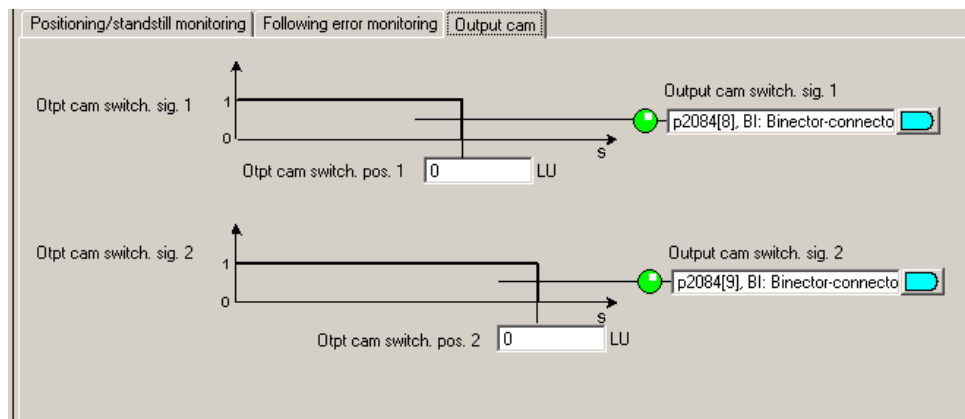 Positioning/standstill monitoring Following error monitoring Output cam
Otpt cam switch. sig. 1
1
0
s
Otpt cam switch. pos. 1 0 LU
Output cam switch. sig. 1
p2084[8], BI: Binector-connecto
Otpt cam switch. sig. 2
1
0
s
Otpt cam switch. pos. 2 0 LU
Output cam switch. sig. 2
p2084[9], BI: Binector-connecto